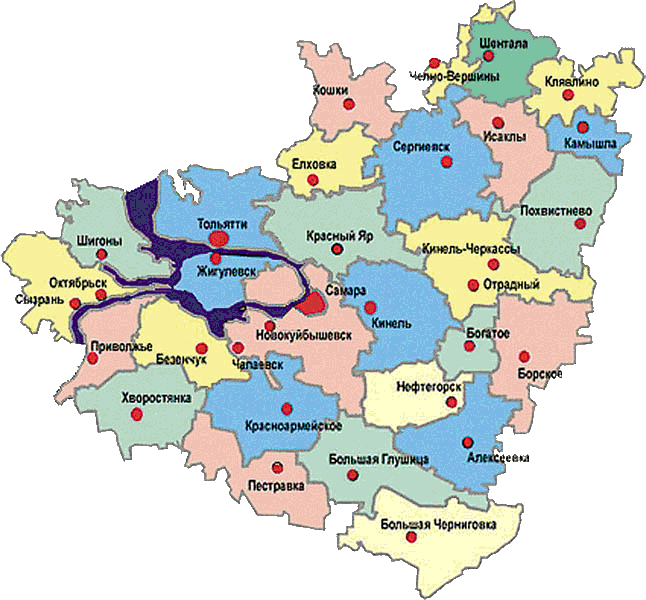 Шентала
Челно-Вершины
Клявлино
Кошки
Исаклы
Камышла
Сергиевск
Елховка
Похвистнево
Тольятти
Красный Яр
Шигоны
Кинель-Черкассы
Жигулевск
Октябрьск
Отрадный
Самара
Сызрань
Кинель
Новокуйбышевск
Богатое
Приволжье
Безенчук
Чапаевск
Борское
Нефтегорск
Хворостянка
Красноармейское
Алексеевка
Большая Глушица
Пестравка
Большая Черниговка